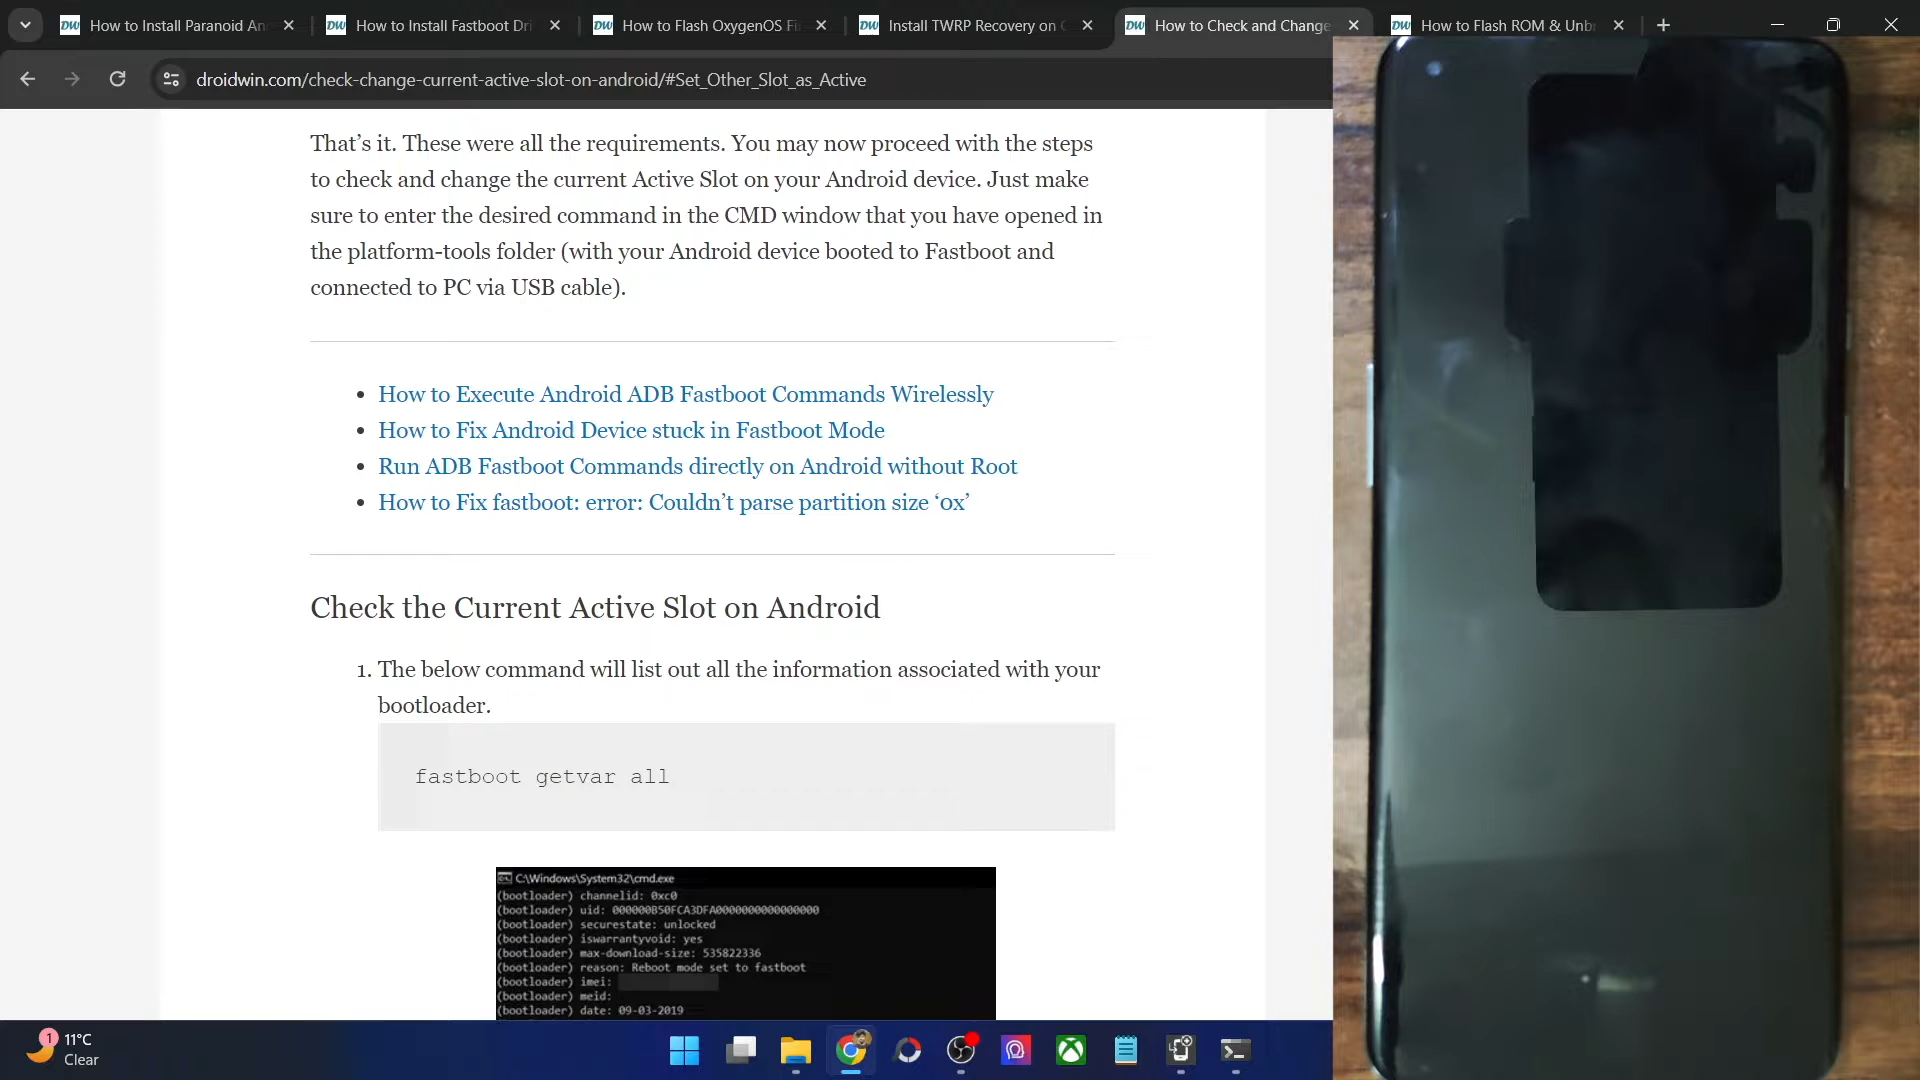 How to Install Paranoid An
How to Install Fastboot Dri
How to Flash OxygenOS Fi
Install TWRP Recovery on
How to Check and Change
How to Flash ROM & Unb
droidwin.com/check-change-current-active-slot-on-android/#Set_Other_Slot_as_Active
That’s it. These were all the requirements. You may now proceed with the steps
to check and change the current Active Slot on your Android device. Just make
sure to enter the desired command in the CMD window that you have opened in
the platform-tools folder (with your Android device booted to Fastboot and
connected to PC via USB cable).
• How to Execute Android ADB Fastboot Commands Wirelessly
• How to Fix Android Device stuck in Fastboot Mode
• Run ADB Fastboot Commands directly on Android without Root
• How to Fix fastboot: error: Couldn’t parse partition size ‘0x’
Check the Current Active Slot on Android
1. The below command will list out all the information associated with your
bootloader.
fastboot getvar all
C:\Windows\System32\cmd.exe
(bootloader) channelid: 0xc0
(bootloader) uid: 000000B50FCA3DFA0000000000000000
(bootloader) securestate: unlocked
(bootloader) iswarrantyvoid: yes
(bootloader) max-download-size: 535822336
(bootloader) reason: Reboot mode set to fastboot
(bootloader) imei:
(bootloader) meid:
(bootloader) date: 09-03-2019
1
11°C
Clear